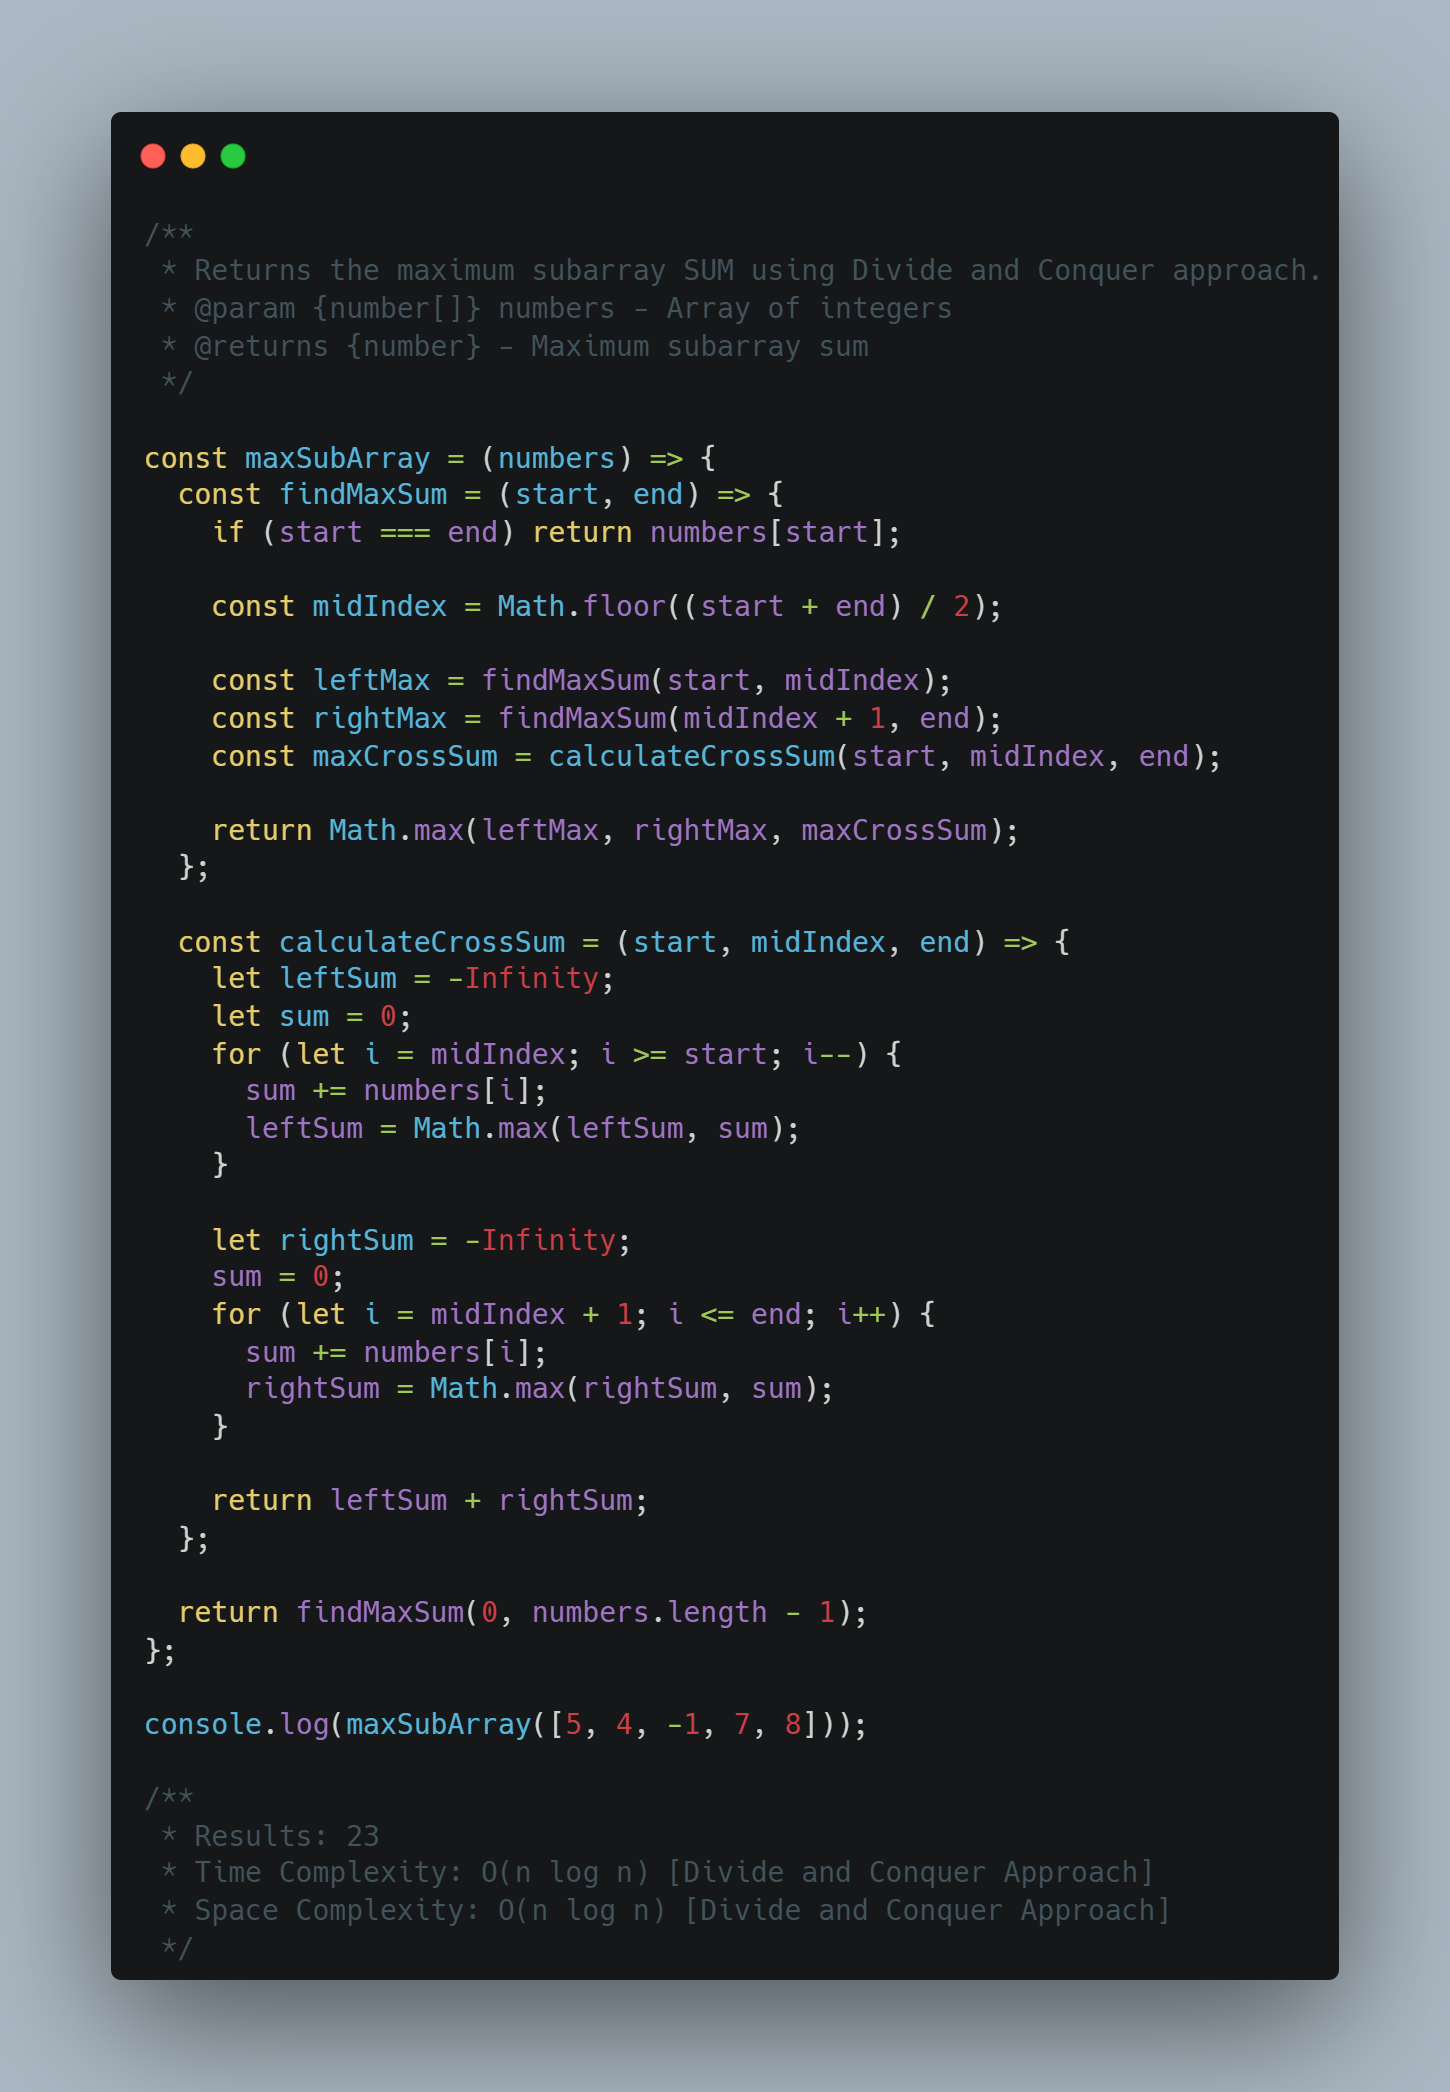 /**
 * Returns the maximum subarray SUM using Divide and Conquer approach.
 * @param {number[]} numbers - Array of integers
 * @returns {number} - Maximum subarray sum
 */

const maxSubArray = (numbers) => {
  const findMaxSum = (start, end) => {
    if (start === end) return numbers[start];

    const midIndex = Math.floor((start + end) / 2);

    const leftMax = findMaxSum(start, midIndex);
    const rightMax = findMaxSum(midIndex + 1, end);
    const maxCrossSum = calculateCrossSum(start, midIndex, end);

    return Math.max(leftMax, rightMax, maxCrossSum);
  };

  const calculateCrossSum = (start, midIndex, end) => {
    let leftSum = -Infinity;
    let sum = 0;
    for (let i = midIndex; i >= start; i--) {
      sum += numbers[i];
      leftSum = Math.max(leftSum, sum);
    }

    let rightSum = -Infinity;
    sum = 0;
    for (let i = midIndex + 1; i <= end; i++) {
      sum += numbers[i];
      rightSum = Math.max(rightSum, sum);
    }

    return leftSum + rightSum;
  };

  return findMaxSum(0, numbers.length - 1);
};

console.log(maxSubArray([5, 4, -1, 7, 8]));

/**
 * Results: 23
 * Time Complexity: O(n log n) [Divide and Conquer Approach]
 * Space Complexity: O(n log n) [Divide and Conquer Approach]
 */